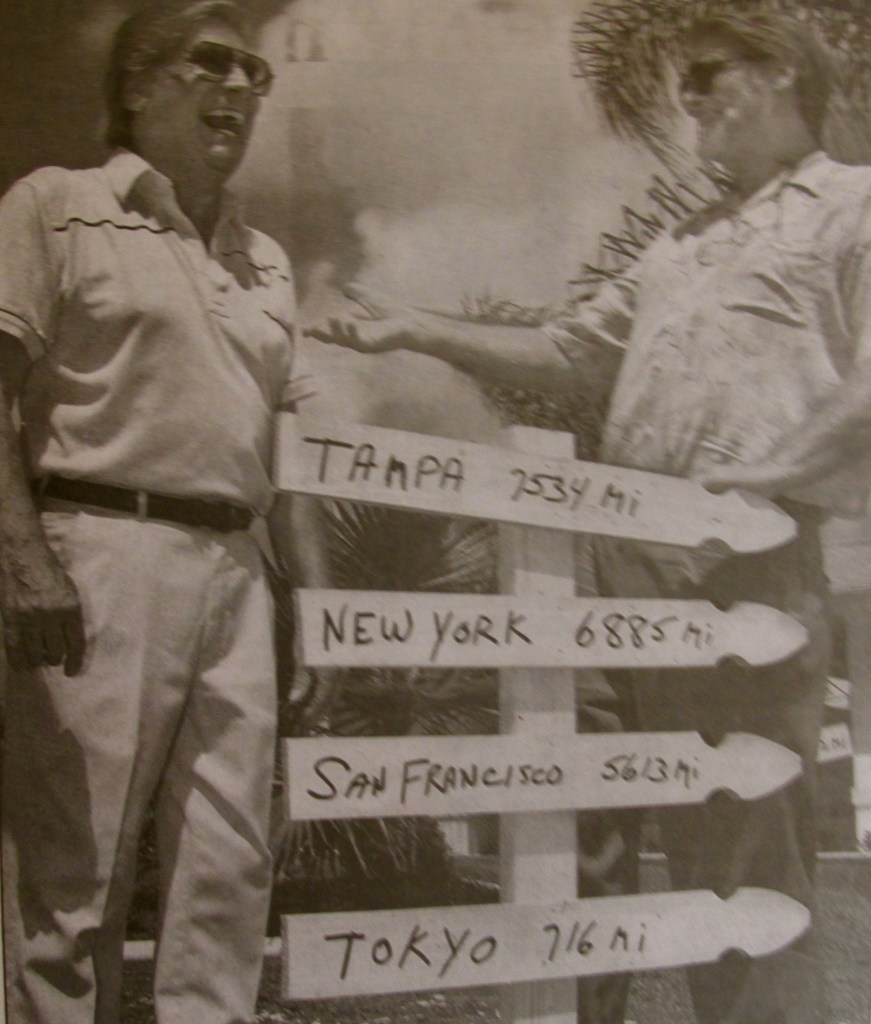 TAMPA 7534 Mi
NEW YORK 6885 mi
SAN FRANCISCO 5613 Mi
TOKYO 716 mi